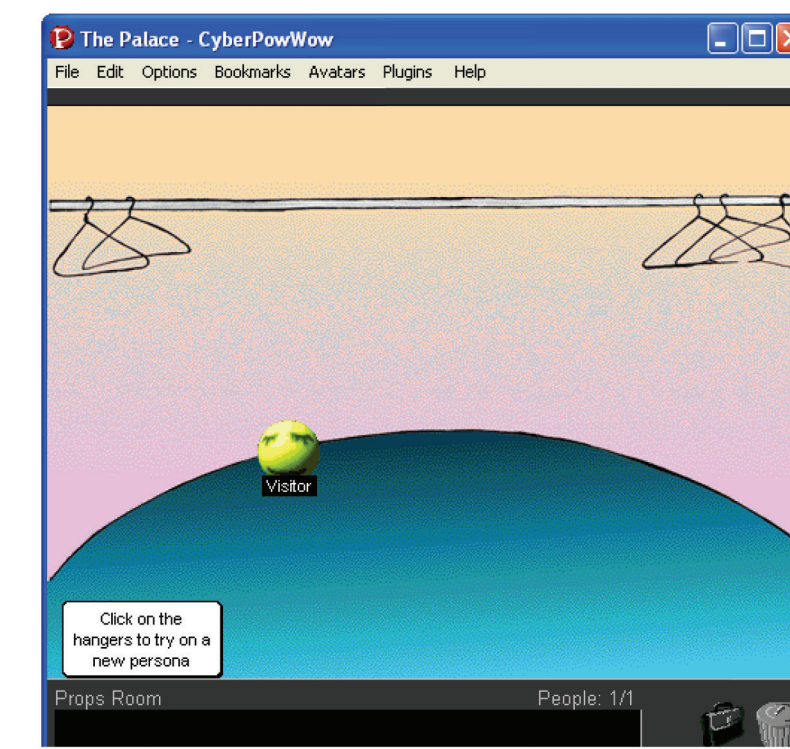 The Palace - CyberPowWow
File Edit Options Bookmarks Avatars Plugins Help
Visitor
Click on the
hangers to try on a
new persona
Props Room People: 1/1